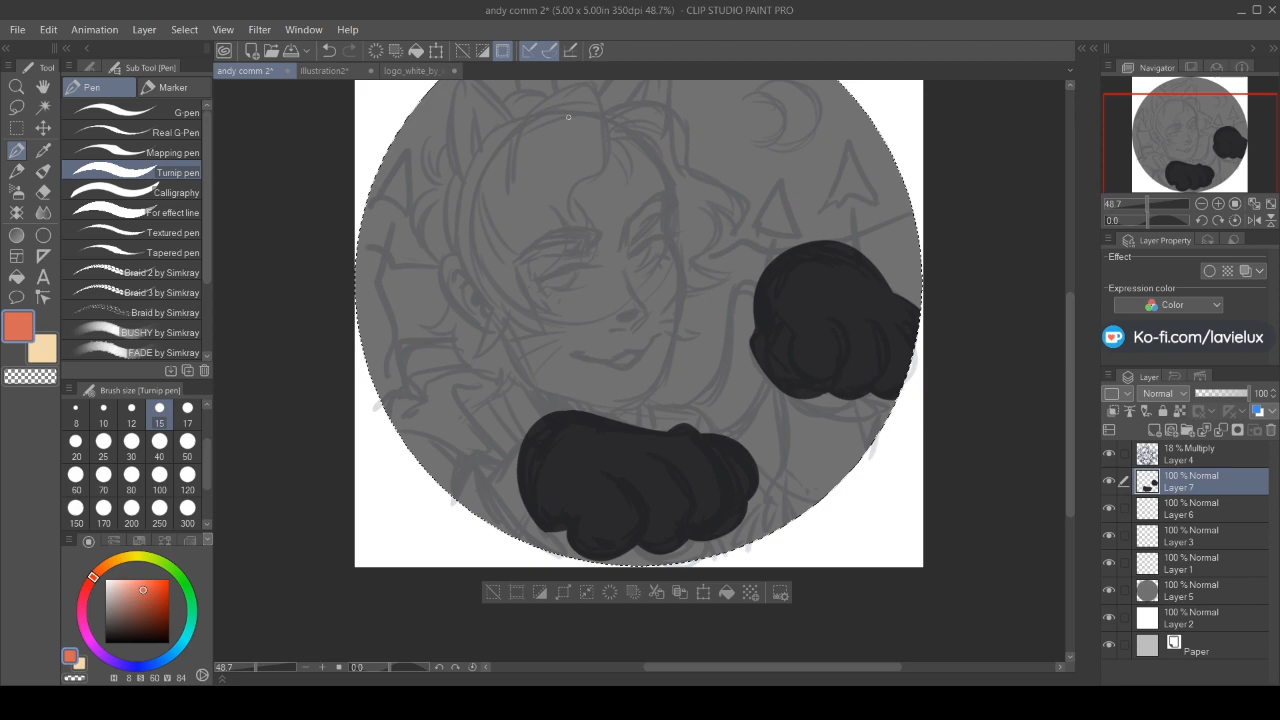 andy comm 2* (5.00 x 5.00in 350dpi 48.7%)  - CLIP STUDIO PAINT PRO
File Edit Animation Layer Select View Filter Window Help
Tool
Sub Tool [Pen]
andy comm 2*
Illustration2*
logo_white_by_
Navigator
Pen
Marker
G-pen
Real G-Pen
Mapping pen
Turnip pen
Calligraphy
For effect line
Textured pen
Tapered pen
Braid 2 by Simkray
Braid 3 by Simkray
Braid by Simkray
BUSHY by Simkray
FADE by Simkray
Brush size [Turnip pen]
8 10 12 15 17
20 25 30 40 50
60 70 80 100 120
150 170 200 250 300
H 8 S 60 V 84
48.7
0.0
48.7
0.0
Layer Property
Effect
Expression color
Color
Ko-fi.com/lavielux
Layer
Normal
100
18 % Multiply
Layer 4
100 % Normal
Layer 7
100 % Normal
Layer 6
100 % Normal
Layer 3
100 % Normal
Layer 1
100 % Normal
Layer 5
100 % Normal
Layer 2
Paper